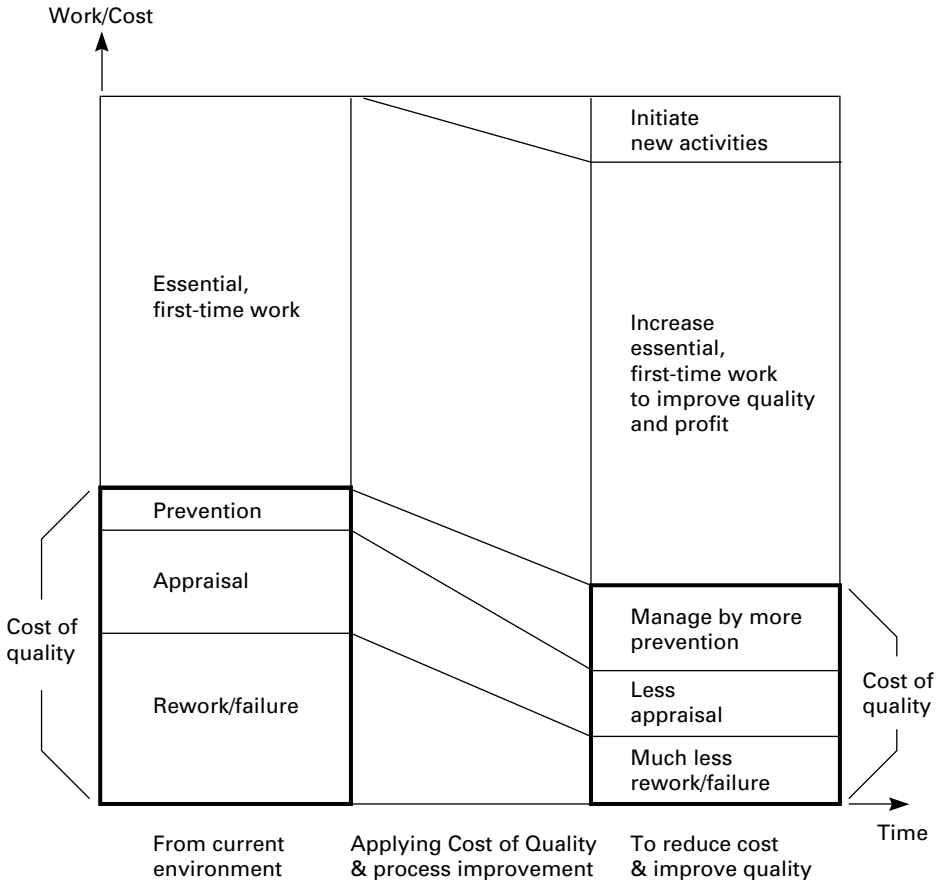 Work/Cost
Initiate
new activities
Essential,
first-time work
Increase
essential,
first-time work
to improve quality
and profit
Prevention
Appraisal
Rework/failure
Cost of
quality
Manage by more
prevention
Less
appraisal
Much less
rework/failure
Cost of
quality
Time
From current
environment
Applying Cost of Quality
& process improvement
To reduce cost
& improve quality